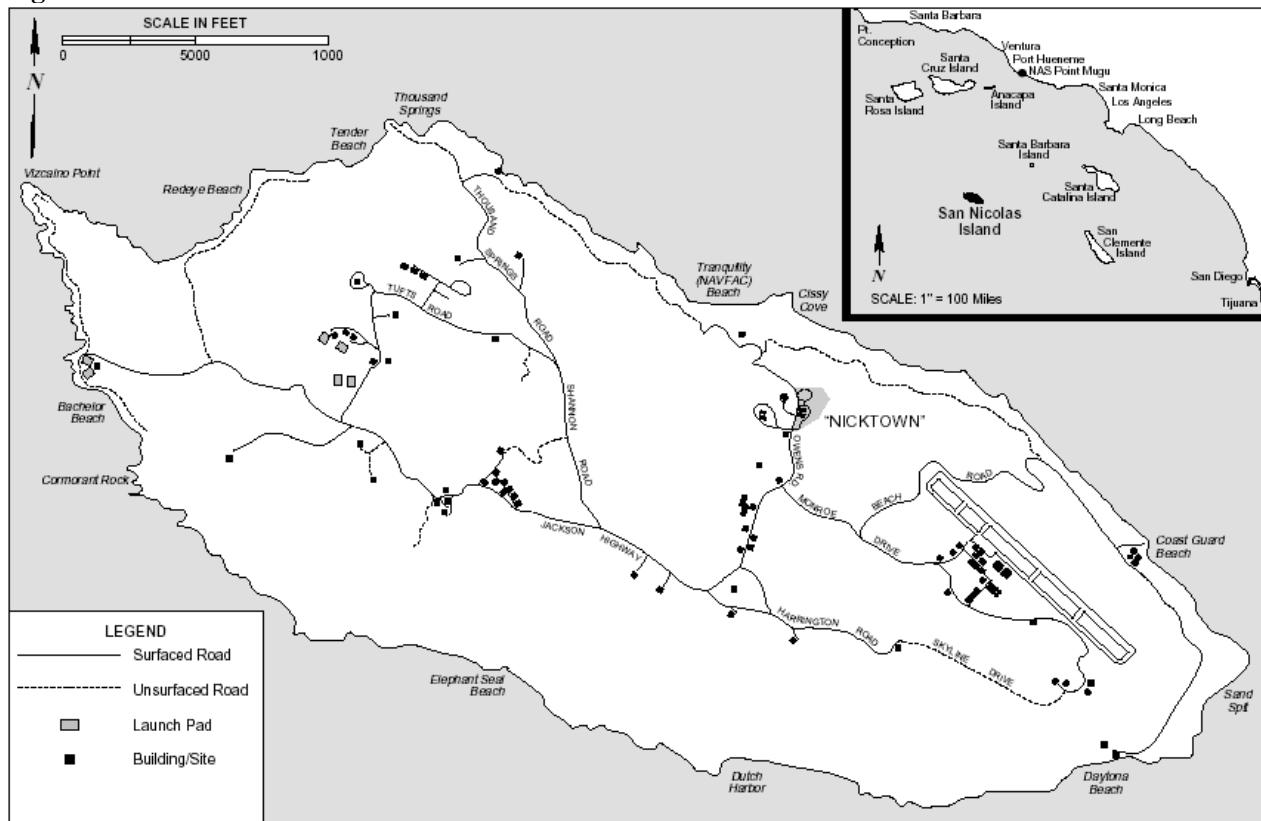 SCALE IN FEET
0 5000 1000
N
Thousand
Springs
Tender
Beach
Redeye Beach
Vizcaino Point
Bachelor
Beach
Cormorant Rock
THOUSAND
SPRINGS
ROAD
TUFTS
ROAD
SHANNON
ROAD
JACKSON
HIGHWAY
Tranquility
(NAVFAC)
Beach
Cissy
Cove
"NICKTOWN"
OWENS RD
MONROE
DRIVE
BEACH
ROAD
Coast Guard
Beach
HARRINGTON
ROAD
SKYLINE
DRIVE
Sand
Spit
Daytona
Beach
Dutch
Harbor
Elephant Seal
Beach
LEGEND
Surfaced Road
Unsurfaced Road
Launch Pad
Building/Site
Santa Barbara
Pt.
Conception
Ventura
Port Hueneme
NAS Point Mugu
Santa
Cruz Island
Santa
Rosa Island
Anacapa
Island
Santa Monica
Los Angeles
Long Beach
Santa Barbara
Island
Santa
Catalina Island
San Nicolas
Island
San
Clemente
Island
San Diego
Tijuana
N
SCALE: 1" = 100 Miles